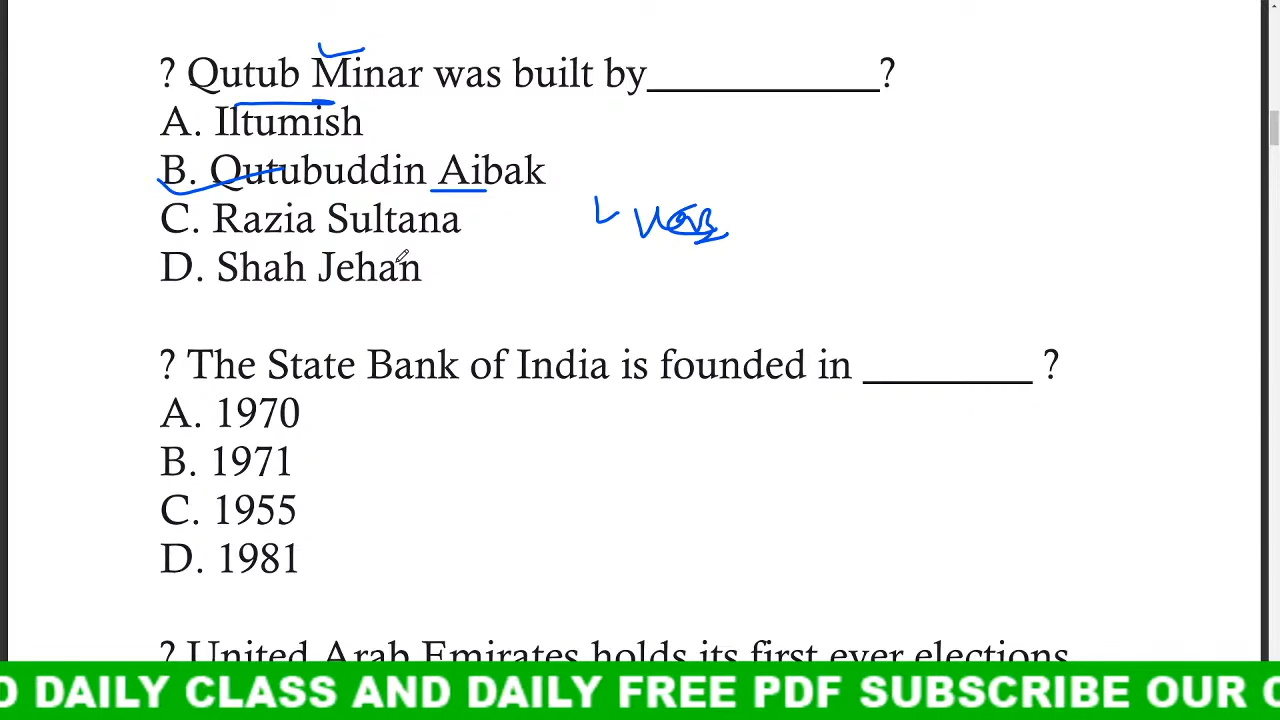 ? Qutub Minar was built by___________?
A. Iltumish
B. Qutubuddin Aibak
C. Razia Sultana
D. Shah Jehan
? The State Bank of India is founded in ________ ?
A. 1970
B. 1971
C. 1955
D. 1981
? United Arab Emirates holds its first ever elections
O DAILY CLASS AND DAILY FREE PDF SUBSCRIBE OUR C